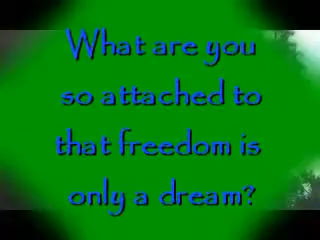 What are you
so attached to
that freedom is
only a dream?